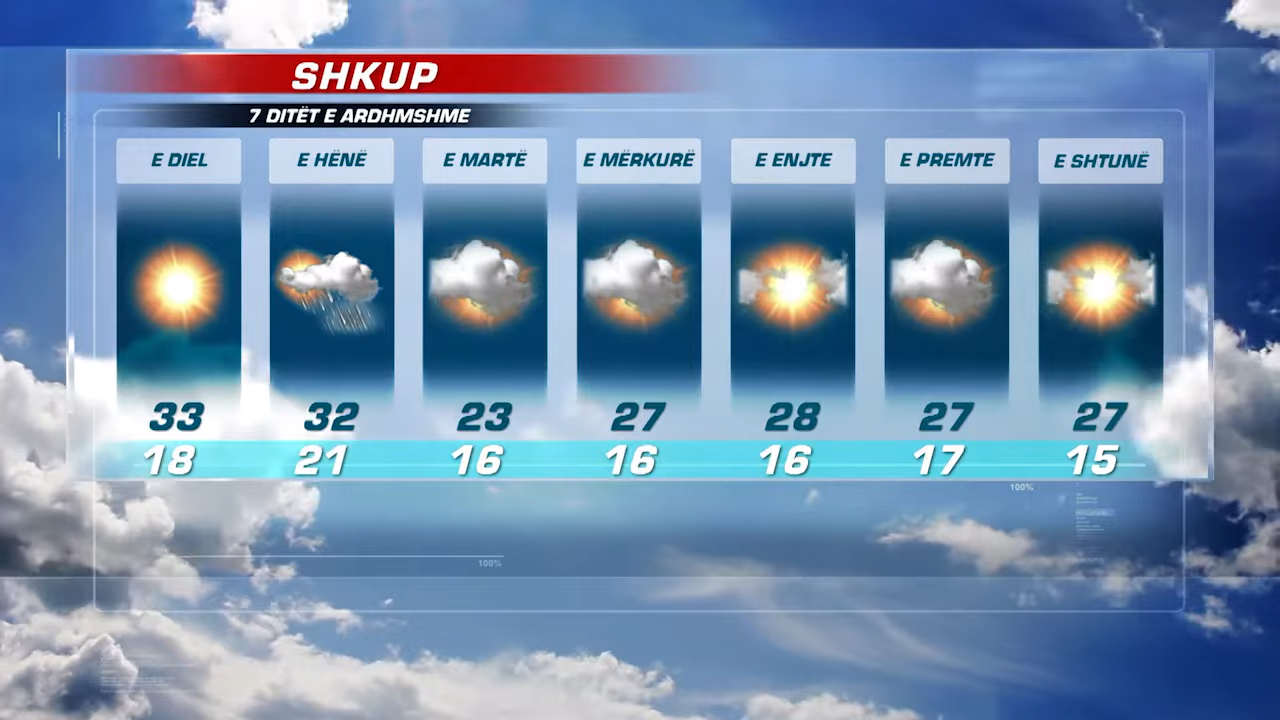 SHKUP
7 DITËT E ARDHMSHME
E DIEL E HËNË E MARTË E MËRKURË E ENJTE E PREMTE E SHTUNË
33 32 23 27 28 27 27
18 21 16 16 16 17 15
100%
100%